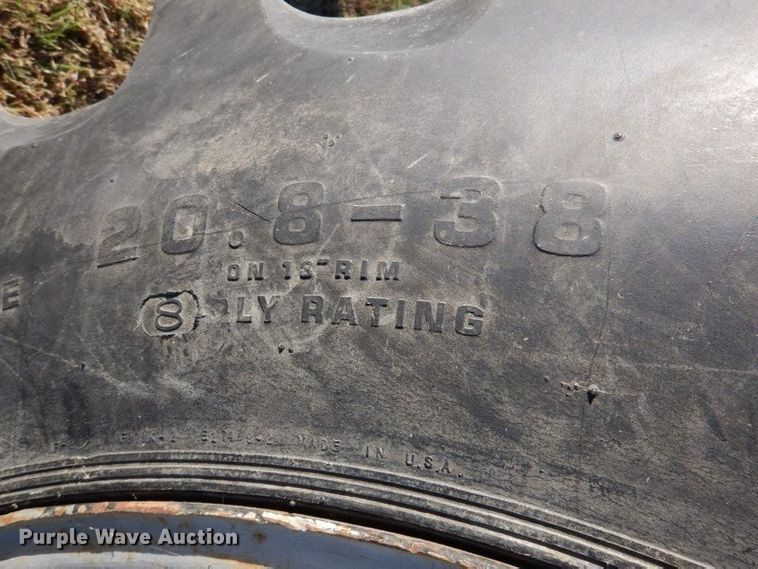 20.8-38
E
ON 18" RIM
8 PLY RATING
MADE IN U.S.A.
Purple Wave Auction®